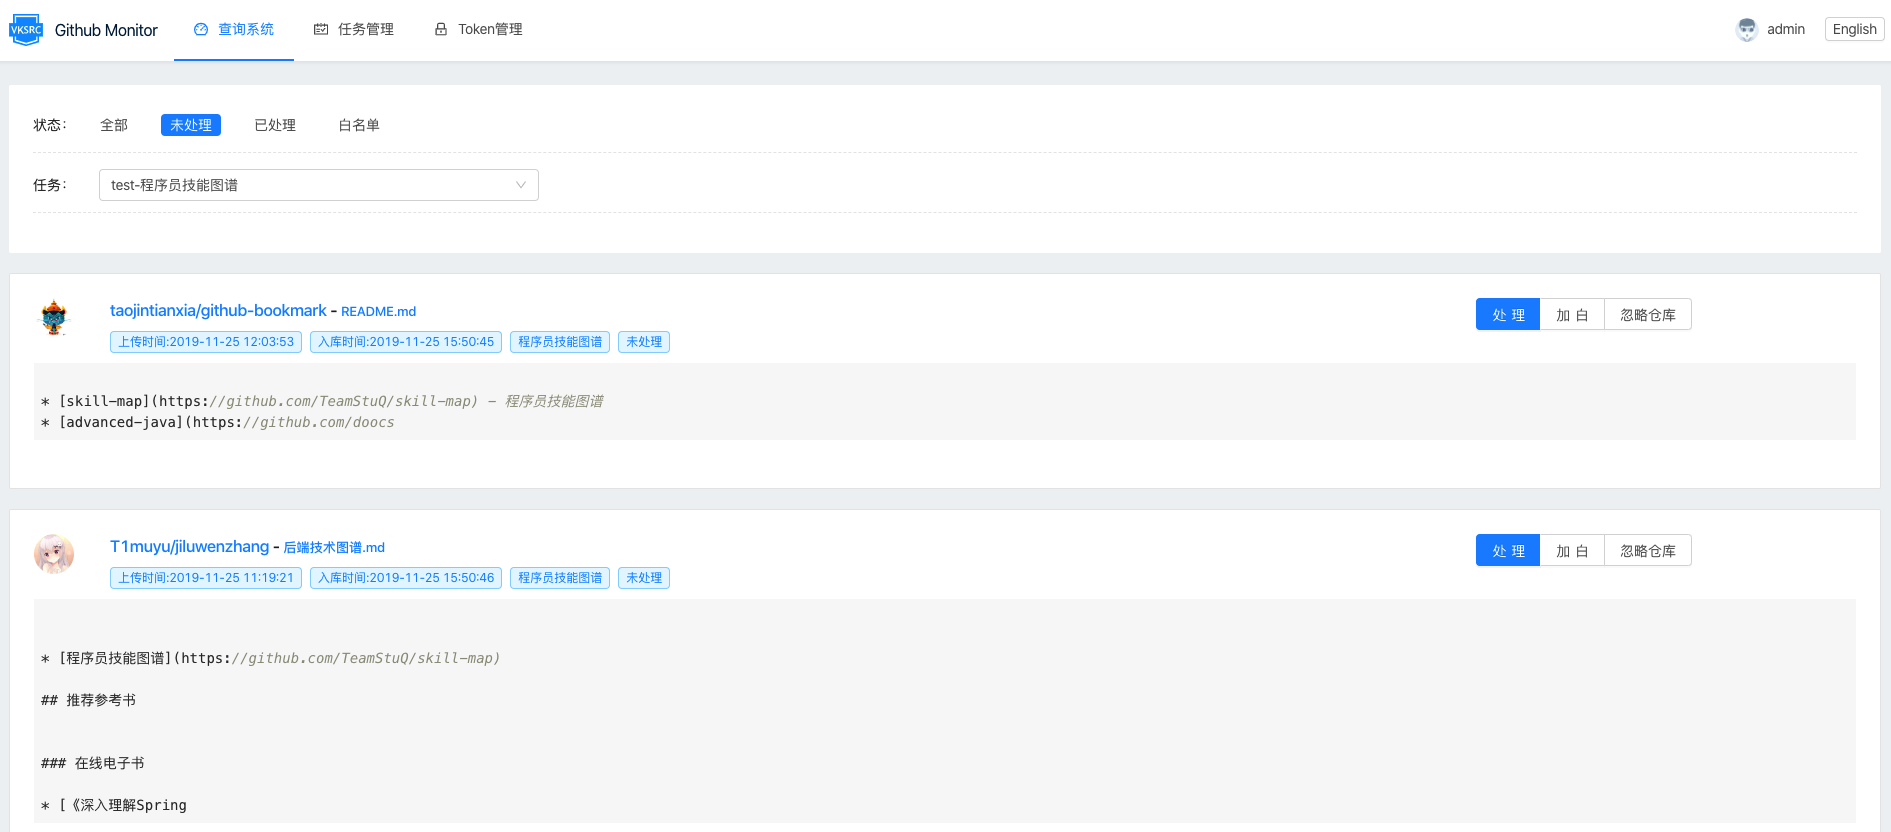 VKSRC Github Monitor 查询系统 任务管理 Token管理 admin English
状态： 全部 未处理 已处理 白名单
任务： test-程序员技能图谱
taojintianxia/github-bookmark - README.md 处 理 加 白 忽略仓库
上传时间:2019-11-25 12:03:53 入库时间:2019-11-25 15:50:45 程序员技能图谱 未处理
* [skill-map](https://github.com/TeamStuQ/skill-map) - 程序员技能图谱
* [advanced-java](https://github.com/doocs
T1muyu/jiluwenzhang - 后端技术图谱.md 处 理 加 白 忽略仓库
上传时间:2019-11-25 11:19:21 入库时间:2019-11-25 15:50:46 程序员技能图谱 未处理
* [程序员技能图谱](https://github.com/TeamStuQ/skill-map)
## 推荐参考书
### 在线电子书
* [《深入理解Spring